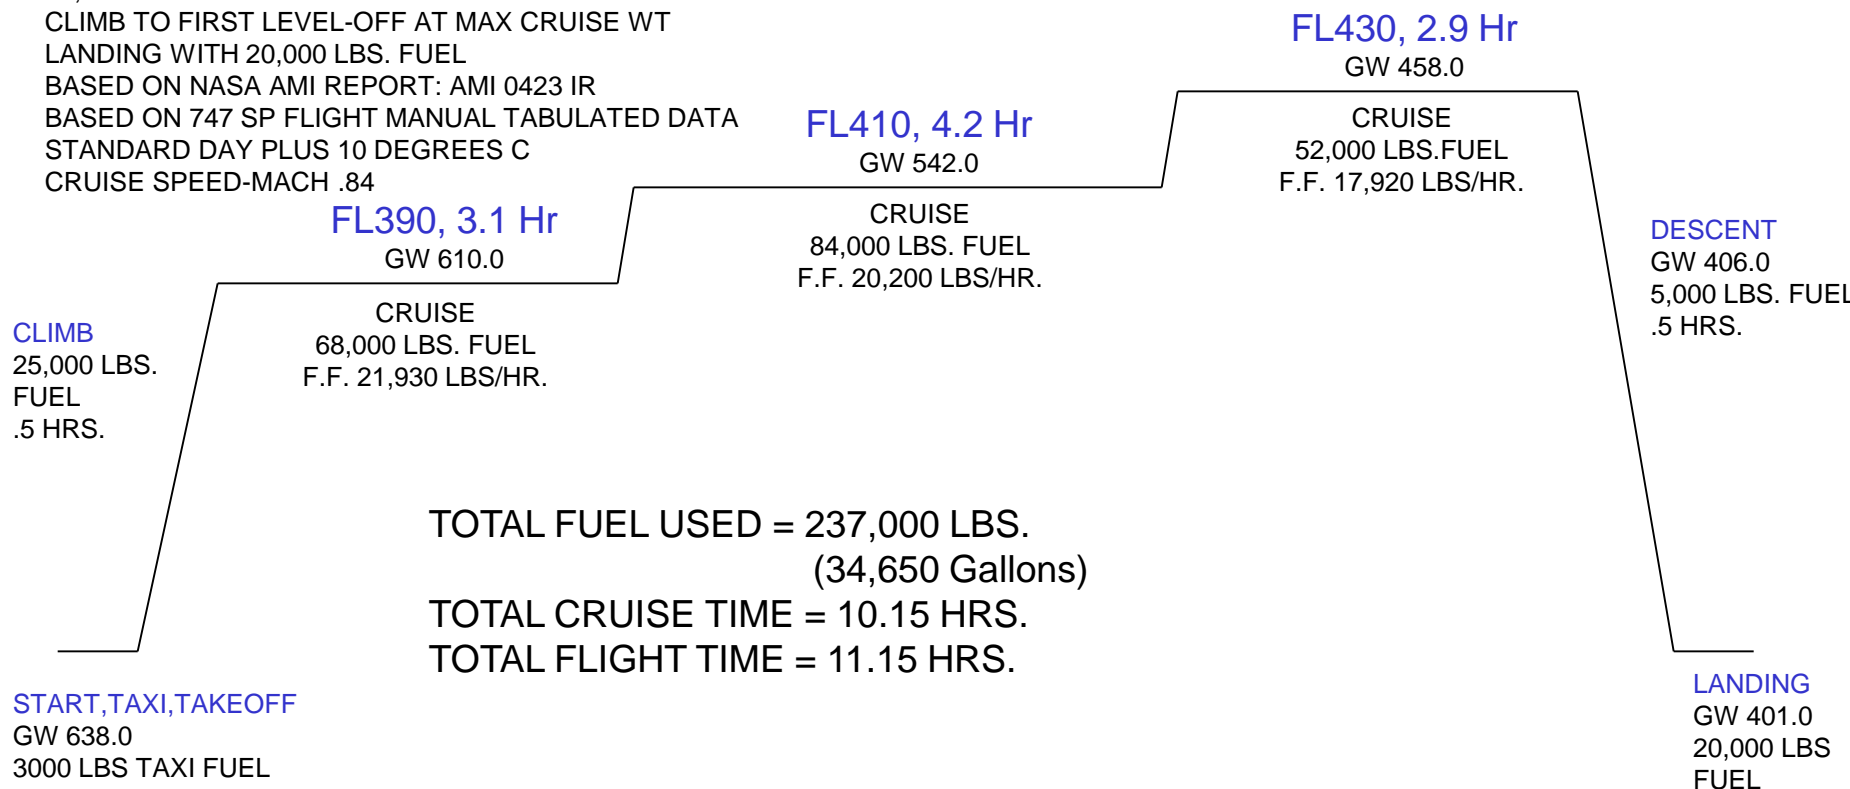 CLIMB TO FIRST LEVEL-OFF AT MAX CRUISE WT
LANDING WITH 20,000 LBS. FUEL
BASED ON NASA AMI REPORT: AMI 0423 IR
BASED ON 747 SP FLIGHT MANUAL TABULATED DATA
STANDARD DAY PLUS 10 DEGREES C
CRUISE SPEED-MACH .84
FL430, 2.9 Hr
GW 458.0
CRUISE
52,000 LBS.FUEL
F.F. 17,920 LBS/HR.
FL410, 4.2 Hr
GW 542.0
CRUISE
84,000 LBS. FUEL
F.F. 20,200 LBS/HR.
FL390, 3.1 Hr
GW 610.0
CRUISE
68,000 LBS. FUEL
F.F. 21,930 LBS/HR.
DESCENT
GW 406.0
5,000 LBS. FUEL
.5 HRS.
CLIMB
25,000 LBS.
FUEL
.5 HRS.
TOTAL FUEL USED = 237,000 LBS.
(34,650 Gallons)
TOTAL CRUISE TIME = 10.15 HRS.
TOTAL FLIGHT TIME = 11.15 HRS.
START,TAXI,TAKEOFF
GW 638.0
3000 LBS TAXI FUEL
LANDING
GW 401.0
20,000 LBS
FUEL